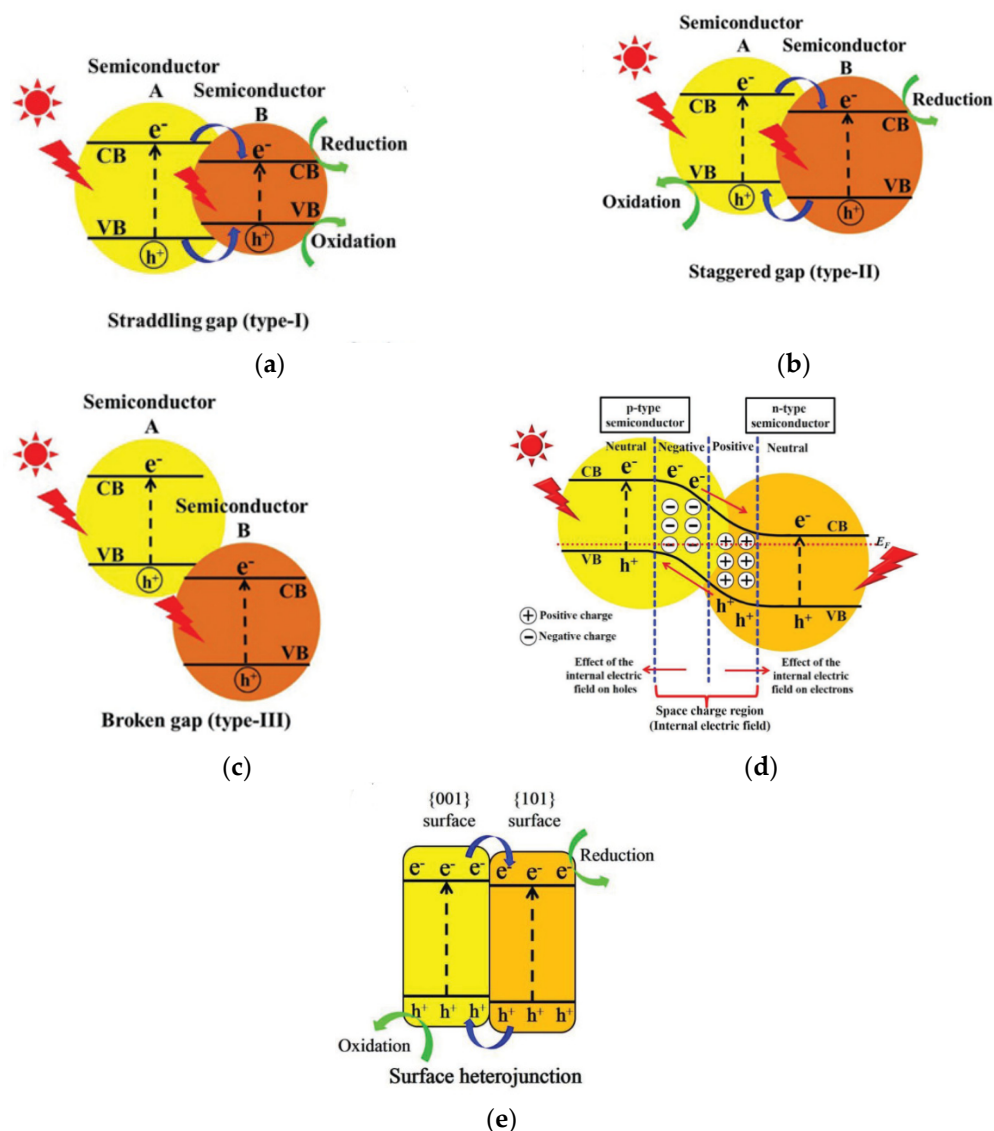 Semiconductor
A
Semiconductor
B
e-
e-
CB
CB
Reduction
VB
VB
h+
h+
Oxidation
Straddling gap (type-I)
(a)
Semiconductor
A
Semiconductor
B
e-
e-
CB
CB
Reduction
VB
VB
h+
h+
Oxidation
Staggered gap (type-II)
(b)
Semiconductor
A
e-
CB
Semiconductor
B
VB
h+
e-
CB
VB
h+
Broken gap (type-III)
(c)
p-type
semiconductor
n-type
semiconductor
Neutral Negative Positive Neutral
CB e- e- e-
e- CB
EF
VB h+
h+ h+ h+ VB
+ Positive charge
- Negative charge
Effect of the
internal electric
field on holes
Effect of the
internal electric
field on electrons
Space charge region
(Internal electric field)
(d)
{001}
surface
{101}
surface
e- e- e- e- e- e-
Reduction
h+ h+ h+ h+ h+ h+
Oxidation
Surface heterojunction
(e)